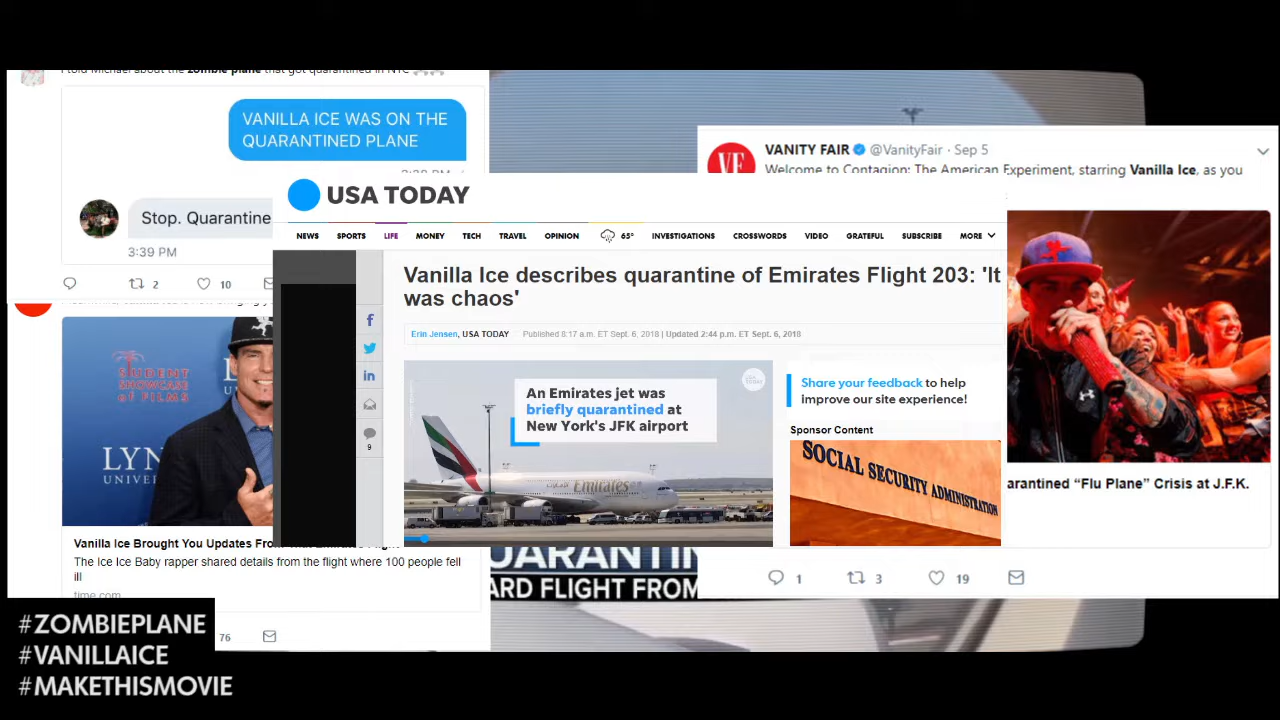 I told Michael about the zombie plane that got quarantined in NYC
VANILLA ICE WAS ON THE
QUARANTINED PLANE
Stop. Quarantine
3:39 PM
2
10
VANITY FAIR @VanityFair · Sep 5
Welcome to Contagion: The American Experiment, starring Vanilla Ice, as you
VF
USA TODAY
NEWS SPORTS LIFE MONEY TECH TRAVEL OPINION 65° INVESTIGATIONS CROSSWORDS VIDEO GRATEFUL SUBSCRIBE MORE
Vanilla Ice describes quarantine of Emirates Flight 203: 'It
was chaos'
Erin Jensen, USA TODAY Published 8:17 a.m. ET Sept. 6, 2018 | Updated 2:44 p.m. ET Sept. 6, 2018
9
An Emirates jet was
briefly quarantined at
New York's JFK airport
Emirates
Share your feedback to help
improve our site experience!
Sponsor Content
SOCIAL SECURITY ADMINISTRATION
STUDENT
SHOWCASE
OF FILMS
LYN
UNIVER
Vanilla Ice Brought You Updates
The Ice Ice Baby rapper shared details from the flight where 100 people fell
ill
time.com
76
arantined “Flu Plane” Crisis at J.F.K.
1
3
19
QUARANTIN
ARD FLIGHT FROM
#ZOMBIEPLANE
#VANILLAICE
#MAKETHISMOVIE